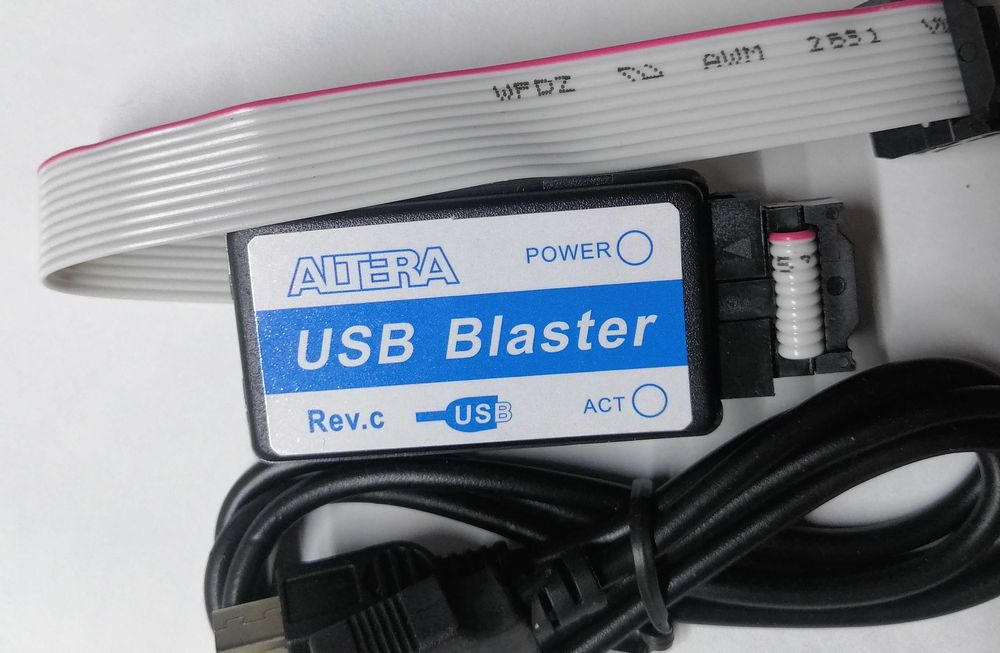 WFDZ AWM 2651
ALTERA
POWER
USB Blaster
Rev.c
USB
ACT